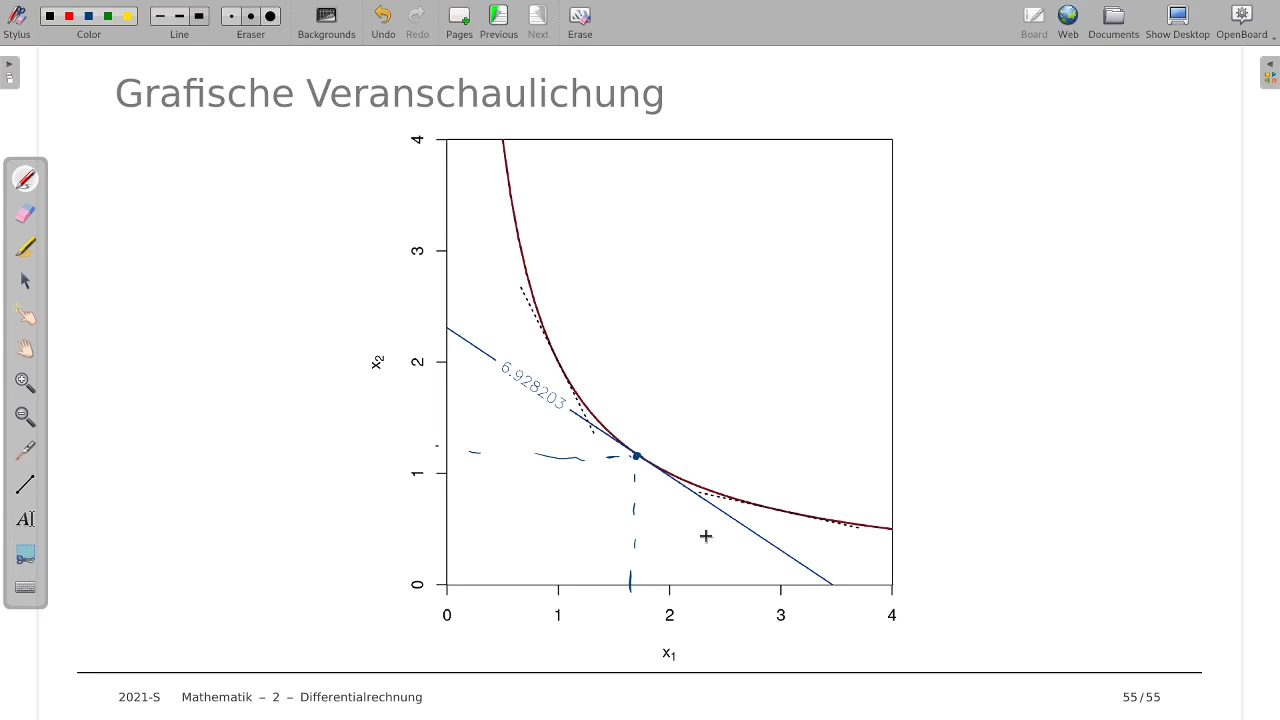 Stylus Color Line Eraser Backgrounds Undo Redo Pages Previous Next Erase Board Web Documents Show Desktop OpenBoard
Grafische Veranschaulichung
4
3
2
1
0
x2
6.928203
0 1 2 3 4
x1
2021-S Mathematik – 2 – Differentialrechnung 55/55